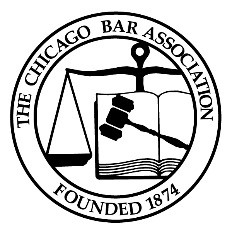 THE CHICAGO BAR ASSOCIATION
FOUNDED 1874